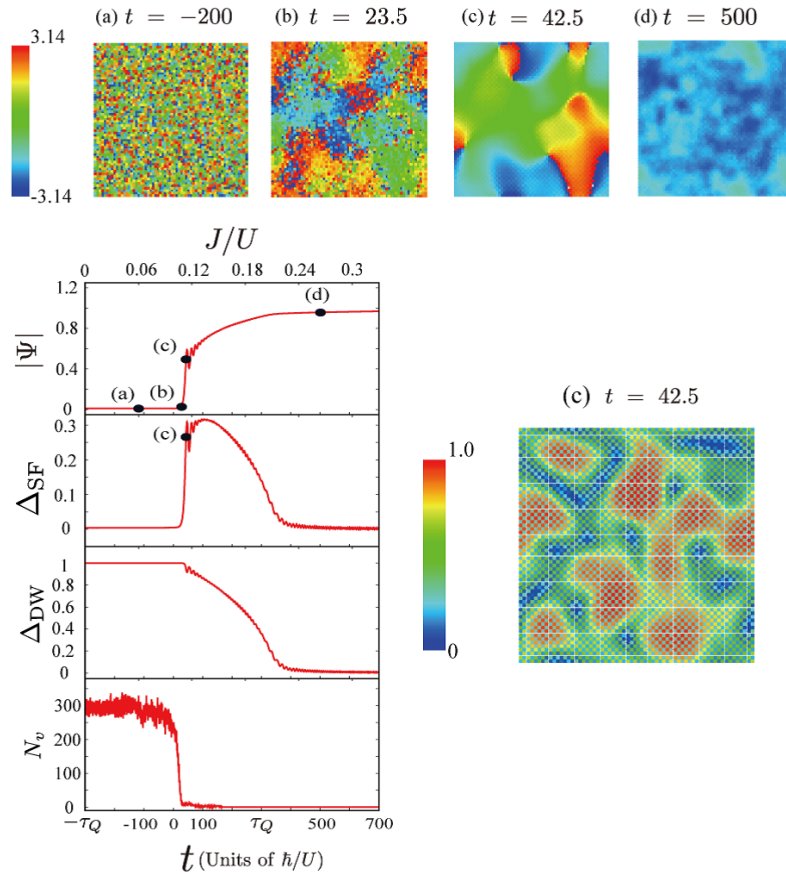 (a) t = −200
(b) t = 23.5
(c) t = 42.5
(d) t = 500
3.14
-3.14
J/U
0 0.06 0.12 0.18 0.24 0.3
1.2
0.8
0.4
0
|Ψ|
(a)
(b)
(c)
(d)
0.3
0.2
0.1
0
Δ_SF
(c)
1
0.8
0.6
0.4
0.2
0
Δ_DW
300
200
100
0
N_v
−τ_Q -100 0 100 τ_Q 500 700
t (Units of ℏ/U)
(c) t = 42.5
1.0
0